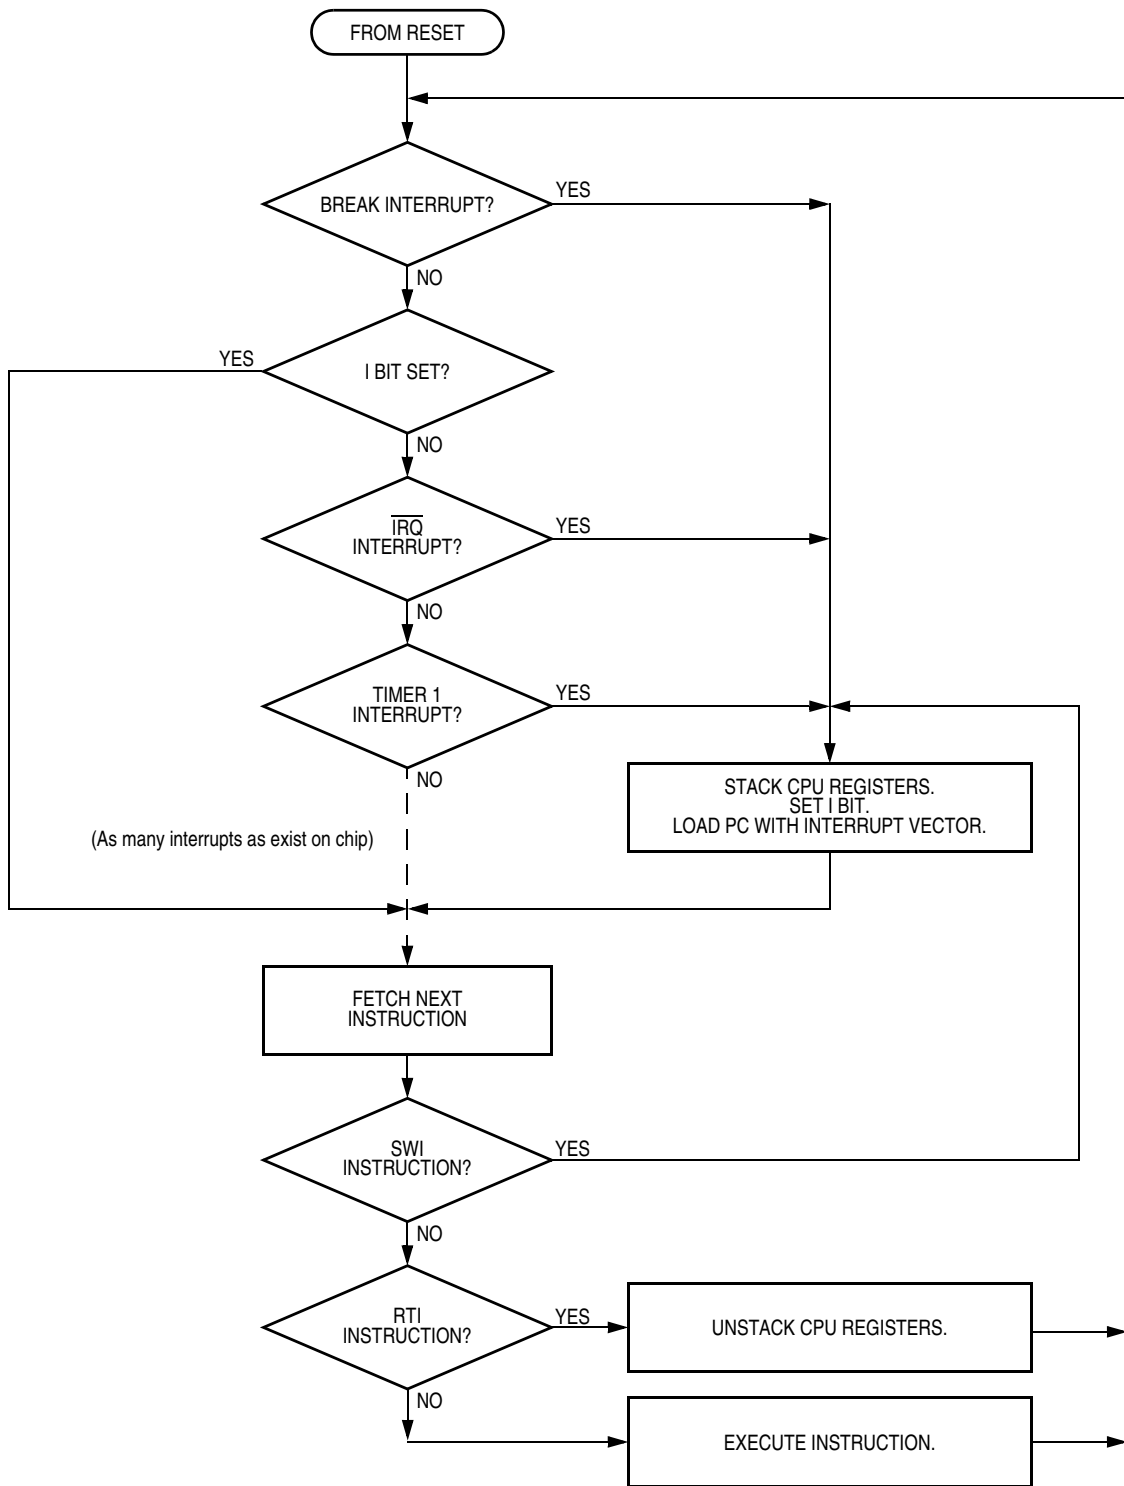 FROM RESET
BREAK INTERRUPT?
YES
NO
YES
I BIT SET?
NO
IRQ
INTERRUPT?
YES
NO
TIMER 1
INTERRUPT?
YES
NO
STACK CPU REGISTERS.
SET I BIT.
LOAD PC WITH INTERRUPT VECTOR.
(As many interrupts as exist on chip)
FETCH NEXT
INSTRUCTION
SWI
INSTRUCTION?
YES
NO
RTI
INSTRUCTION?
YES
UNSTACK CPU REGISTERS.
NO
EXECUTE INSTRUCTION.